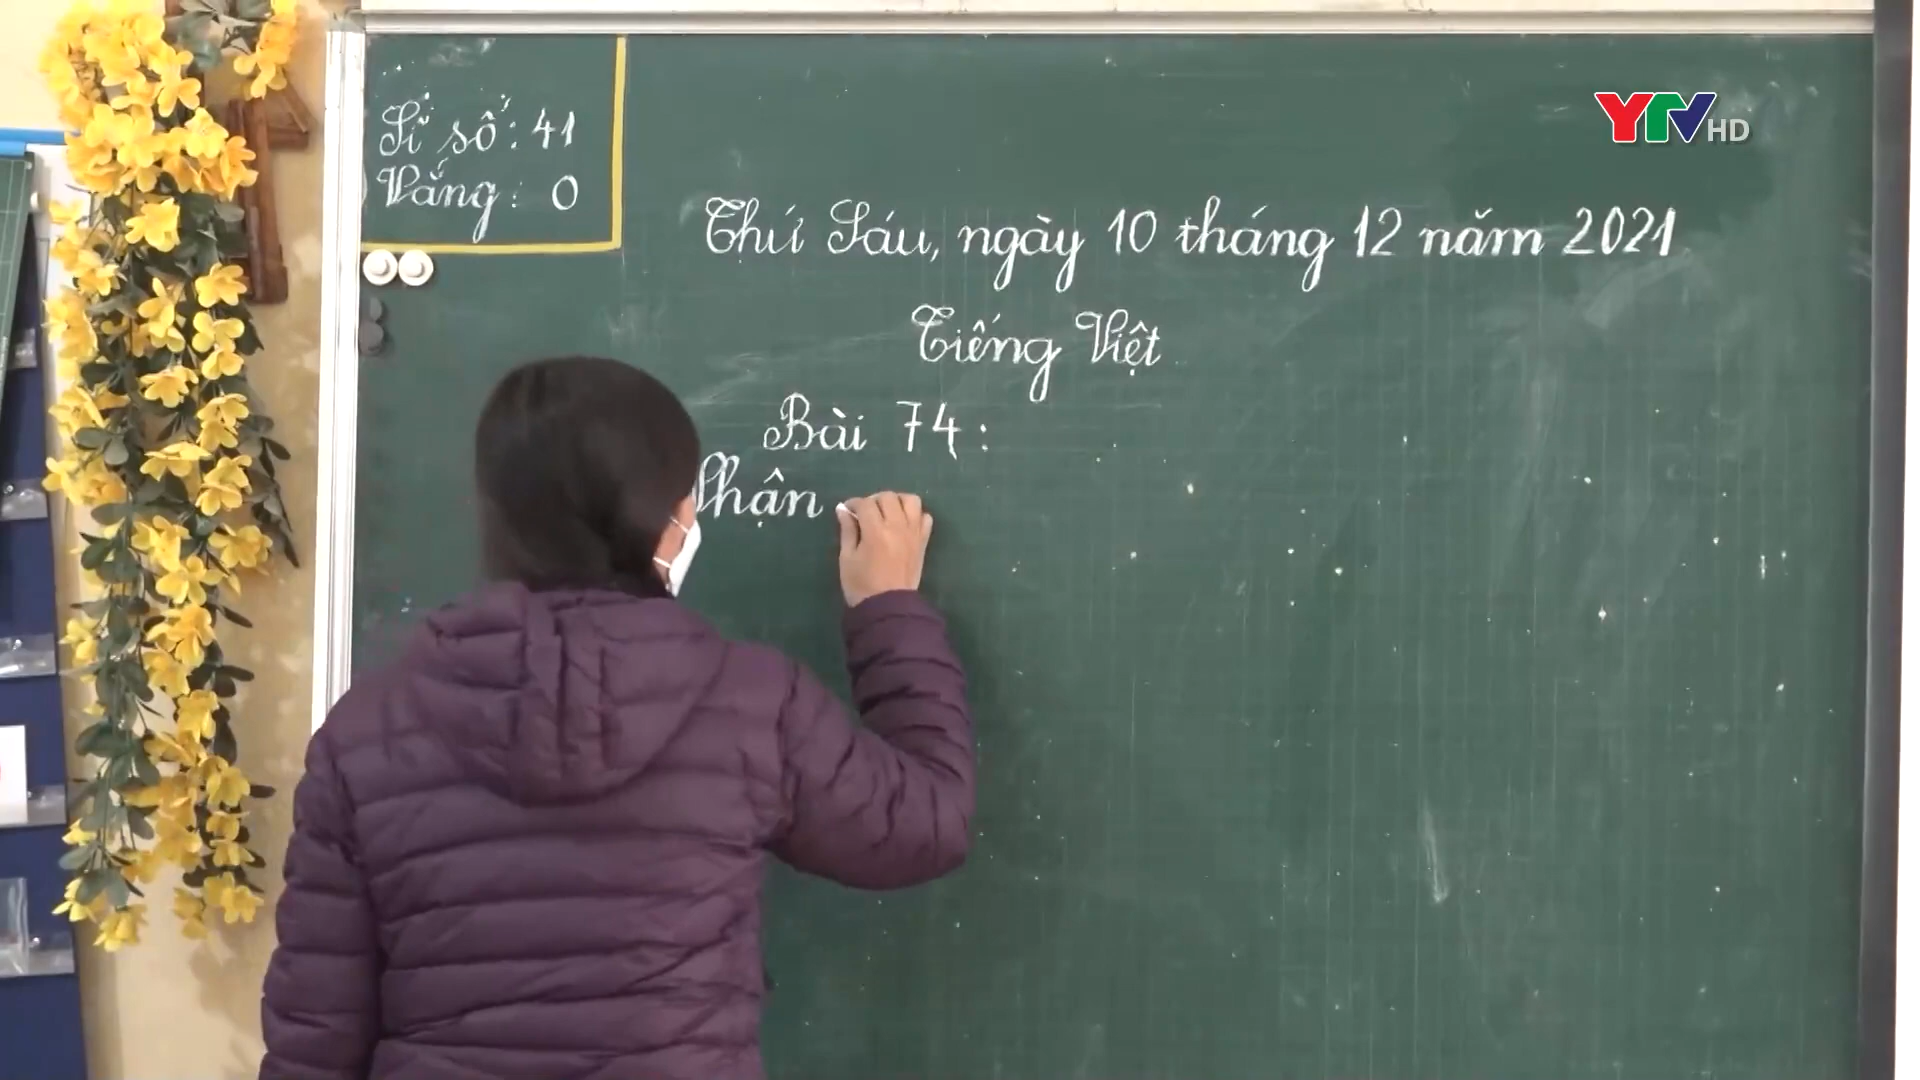 Sĩ số: 41
Vắng: 0
YTV HD
Thứ Sáu, ngày 10 tháng 12 năm 2021
Tiếng Việt
Bài 74: